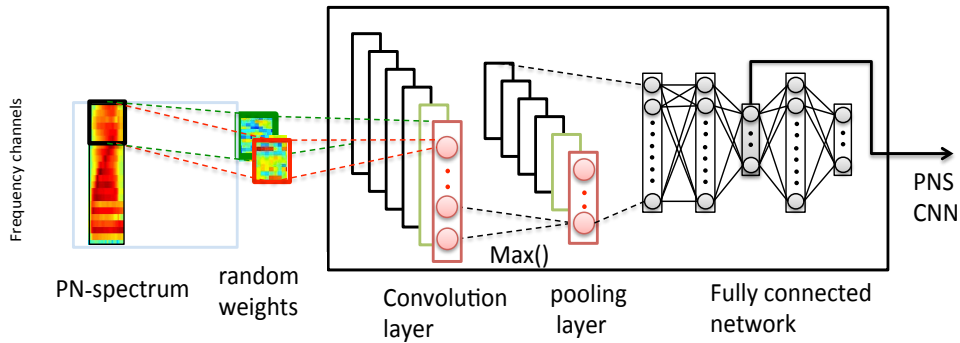 Frequency channels
PN-spectrum
random
weights
Convolution
layer
Max()
pooling
layer
Fully connected
network
PNS
CNN